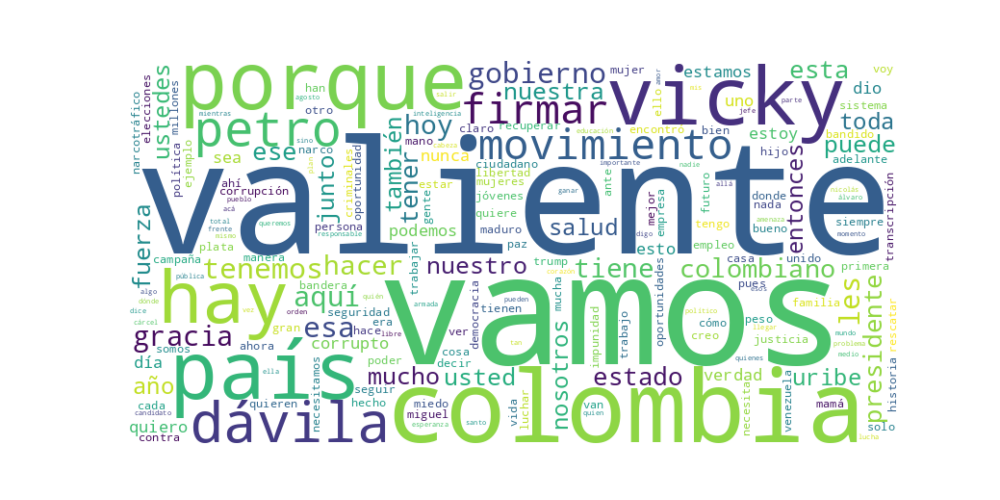 porque
vicky
valiente
vamos
colombia
país
hay
dávila
petro
firmar
movimiento
gobierno
nuestra
estamos
mujer
esta
voy
dio
sistema
uno
ello
amor
mis
jefe
parte
bandido
toda
puede
adelante
hijo
estoy
encontró
bien
claro
recuperar
inteligencia
educación
han
otro
agosto
salir
sino
mientras
narcotráfico
elecciones
ustedes
política
millones
ejemplo
ese
sea
narco
hoy
mano
cabeza
también
tener
nunca
ciudadano
libertad
mujeres
estar
jóvenes
quiere
gente
podemos
maduro
paz
salud
importante
nadie
ante
mejor
ver
empresa
esto
empleo
futuro
tengo
donde
nada
bueno
entonces
allá
nicolás
álvaro
amenaza
siempre
momento
transcripción
ahí
corrupción
pueblo
acá
persona
juntos
plan
criminales
oportunidad
total
frente
mismo
queremos
responsable
fuerza
plata
campaña
manera
trabajar
ganar
digo
casa
unido
primera
tenemos
hacer
nuestro
trump
corazón
tiene
colombiano
oportunidades
pues
esos
pública
algo
dónde
dice
cárcel
orden
vez
bandera
quién
armada
aquí
seguridad
tienen
pueden
mucha
democracia
era
hace
libre
esa
gran
gracia
somos
ahora
corrupto
poder
cosa
decir
tan
nosotros
impunidad
trabajo
peso
cómo
creo
político
llegar
justicia
familia
les
mundo
problema
medio
quienes
presidente
rescatar
historia
día
año
ella
seguir
mucho
usted
estado
verdad
uribe
mamá
venezuela
necesita
necesitamos
cada
candidato
quiero
contra
quieren
hecho
miedo
miguel
esperanza
vida
luchar
santo
van
quien
solo
lucha